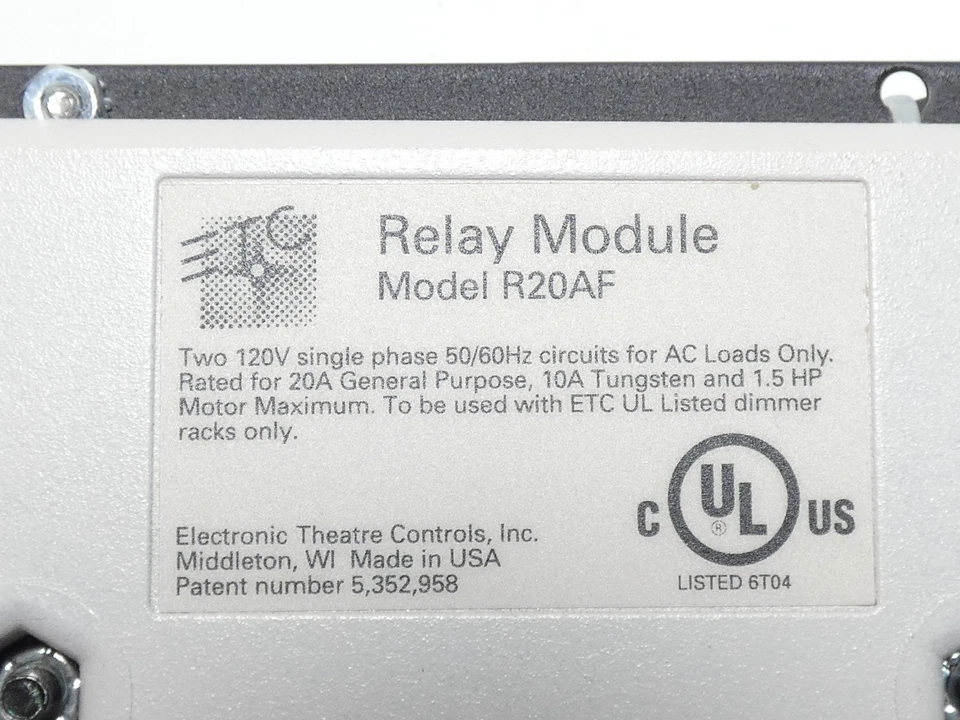 ETC
Relay Module
Model R20AF
Two 120V single phase 50/60Hz circuits for AC Loads Only.
Rated for 20A General Purpose, 10A Tungsten and 1.5 HP
Motor Maximum. To be used with ETC UL Listed dimmer
racks only.
C UL ® US
LISTED 6T04
Electronic Theatre Controls, Inc.
Middleton, WI Made in USA
Patent number 5,352,958